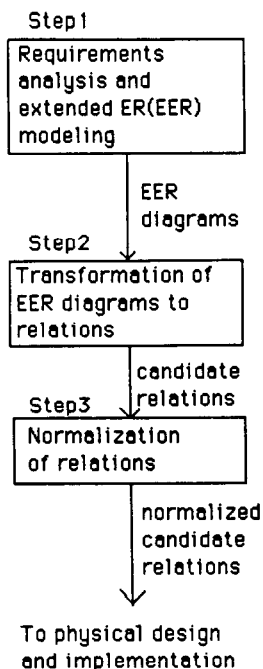 Step1
Requirements
analysis and
extended ER(EER)
modeling
EER
diagrams
Step2
Transformation of
EER diagrams to
relations
candidate
relations
Step3
Normalization
of relations
normalized
candidate
relations
To physical design
and implementation